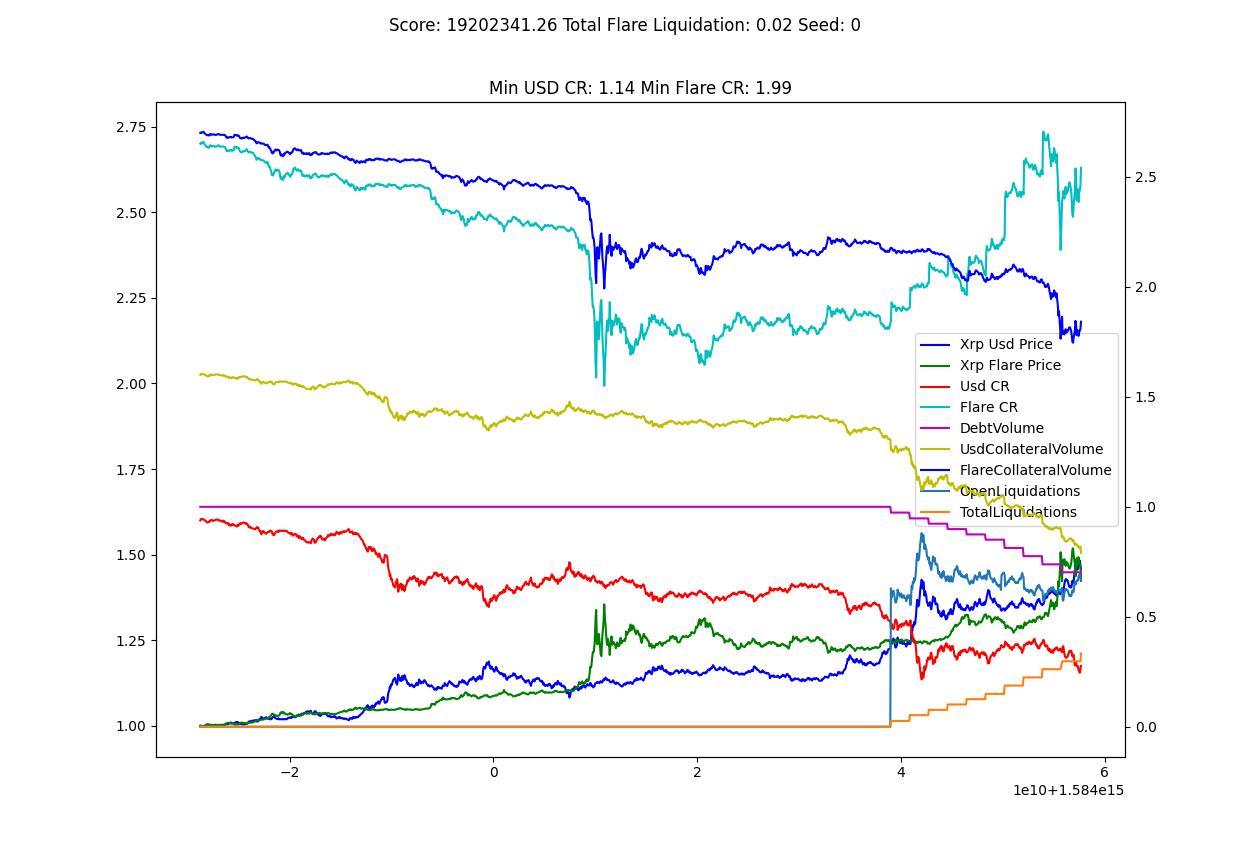 Score: 19202341.26 Total Flare Liquidation: 0.02 Seed: 0
Min USD CR: 1.14 Min Flare CR: 1.99
2.75
2.50
2.25
2.00
1.75
1.50
1.25
1.00
2.5
2.0
1.5
1.0
0.5
0.0
Xrp Usd Price
Xrp Flare Price
Usd CR
Flare CR
DebtVolume
UsdCollateralVolume
FlareCollateralVolume
OpenLiquidations
TotalLiquidations
−2 0 2 4 6
1e10+1.584e15